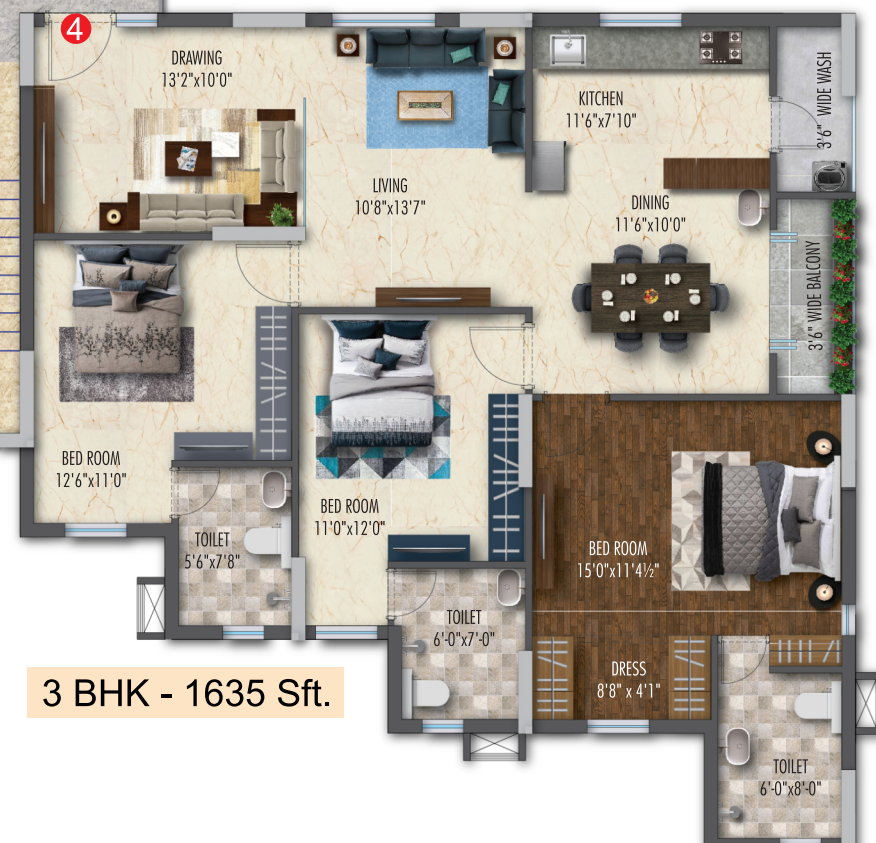 4
DRAWING
13'2"x10'0"
KITCHEN
11'6"x7'10"
3'6" WIDE WASH
LIVING
10'8"x13'7"
DINING
11'6"x10'0"
3'6" WIDE BALCONY
BED ROOM
12'6"x11'0"
BED ROOM
11'0"x12'0"
TOILET
5'6"x7'8"
BED ROOM
15'0"x11'4½"
TOILET
6'-0"x7'-0"
DRESS
8'8" x 4'1"
3 BHK - 1635 Sft.
TOILET
6'-0"x8'-0"